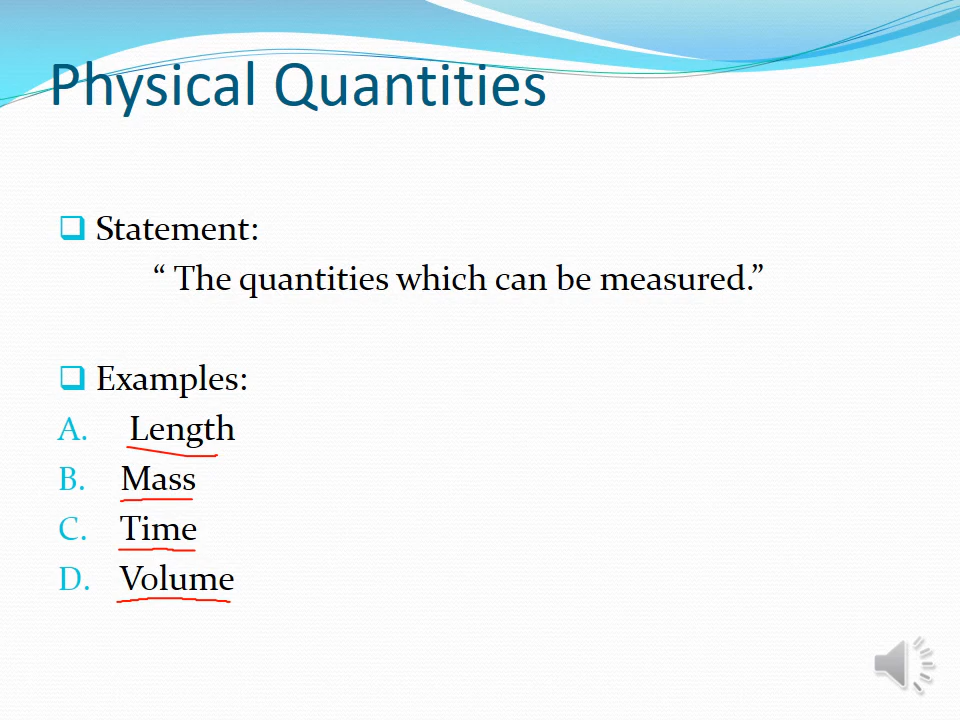 Physical Quantities
Statement:
“ The quantities which can be measured.”
Examples:
A. Length
B. Mass
C. Time
D. Volume